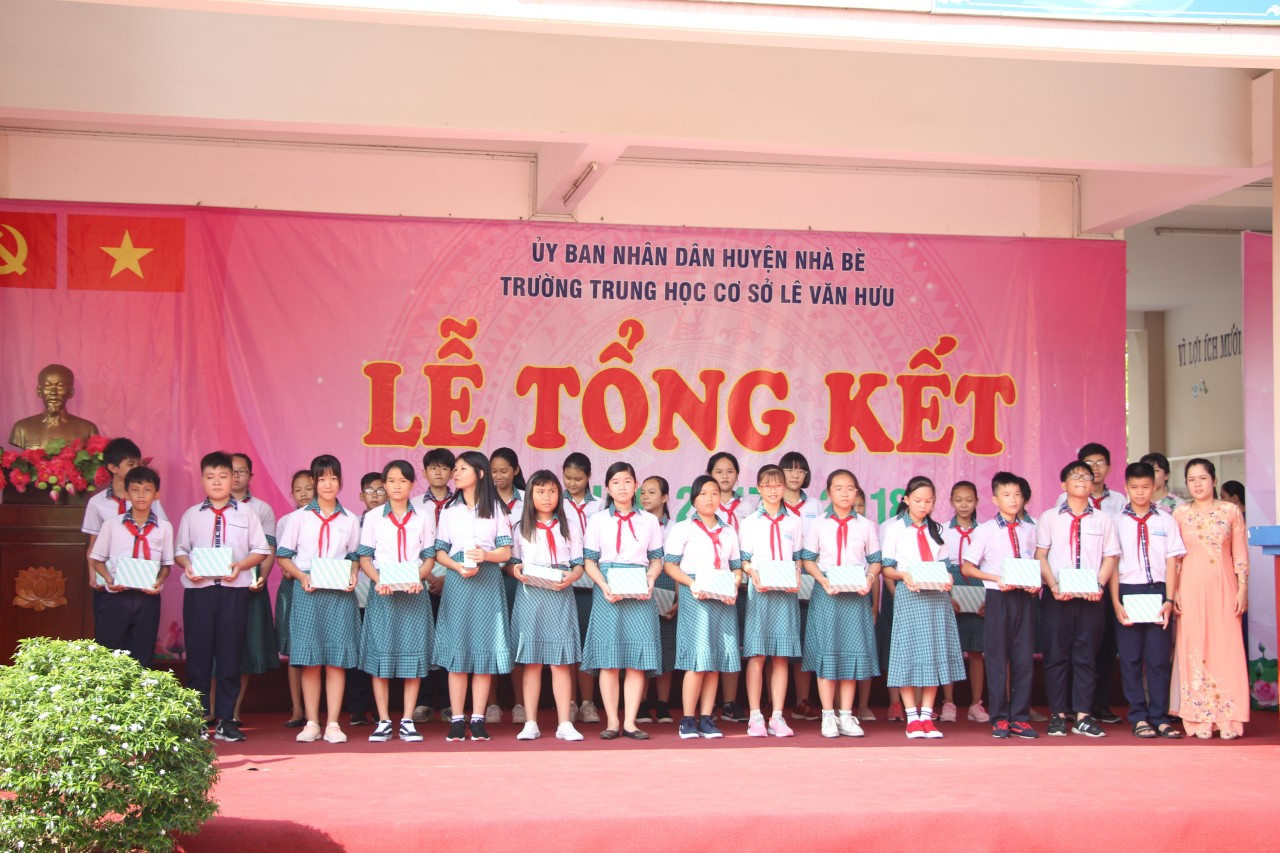 ỦY BAN NHÂN DÂN HUYỆN NHÀ BÈ
TRƯỜNG TRUNG HỌC CƠ SỞ LÊ VĂN HƯU
LỄ TỔNG KẾT
VÌ LỢI ÍCH MƯỜI